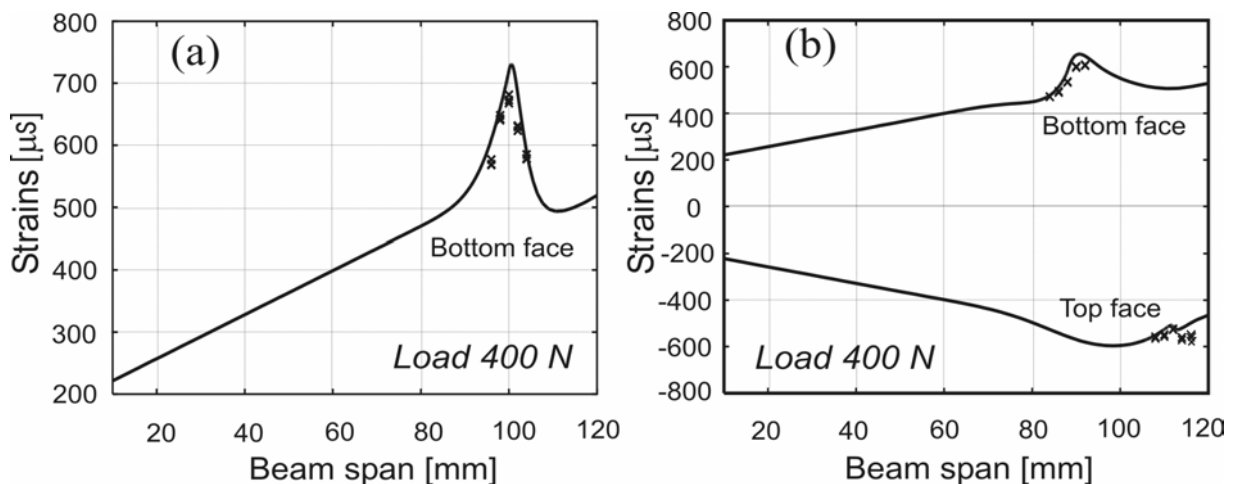 (a)
Strains [µs]
800
700
600
500
400
300
200
Bottom face
Load 400 N
20 40 60 80 100 120
Beam span [mm]
(b)
Strains [µs]
800
600
400
200
0
-200
-400
-600
-800
Bottom face
Top face
Load 400 N
20 40 60 80 100 120
Beam span [mm]